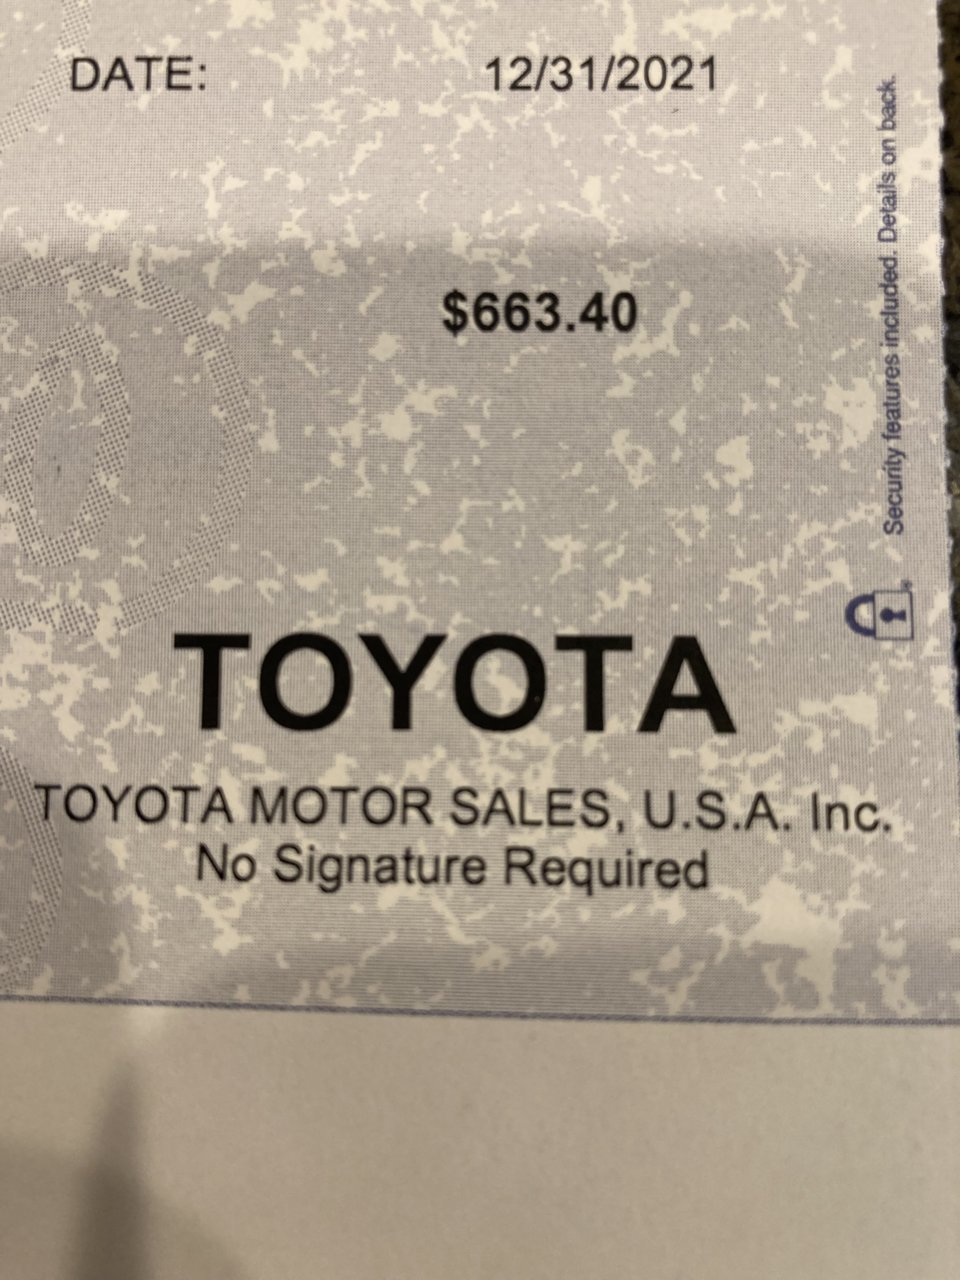 DATE: 12/31/2021
$663.40
TOYOTA
TOYOTA MOTOR SALES, U.S.A. Inc.
No Signature Required
Security features included. Details on back.